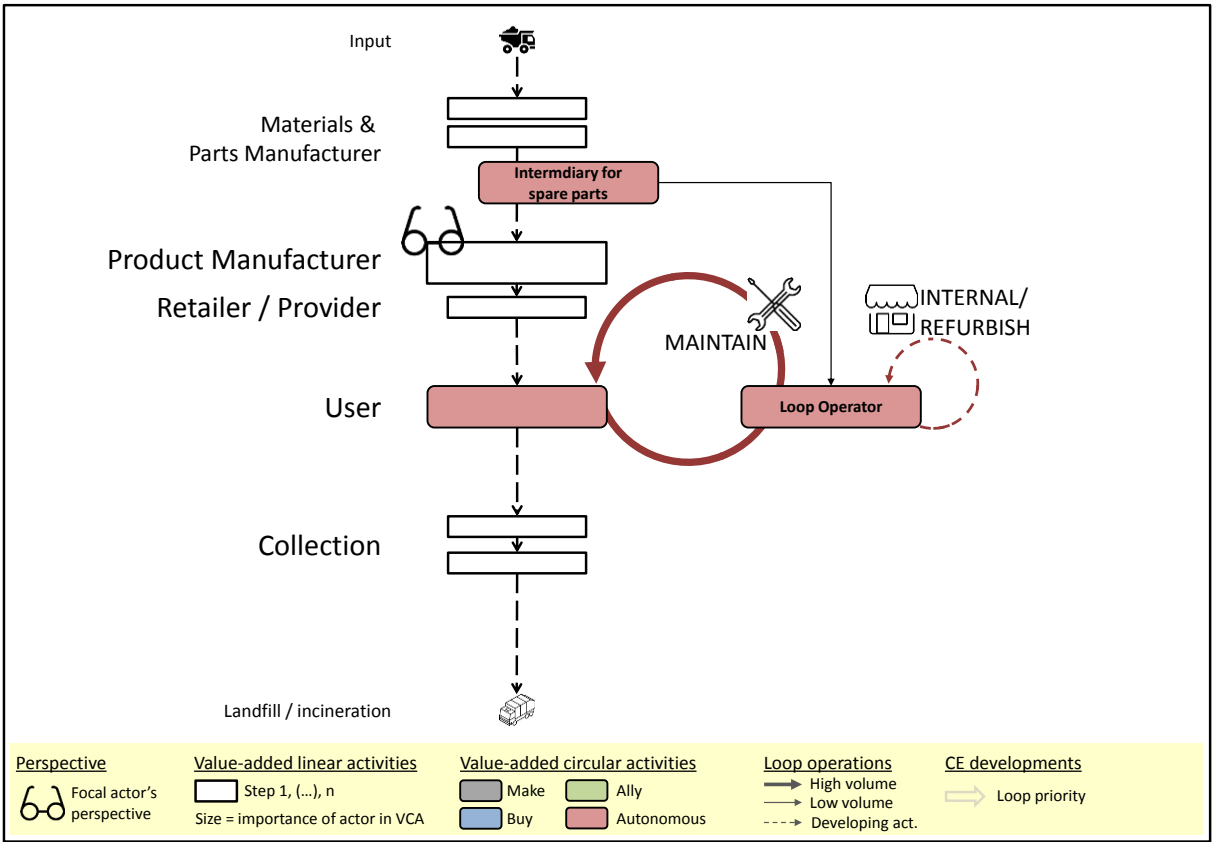 Input
Materials &
Parts Manufacturer
Intermdiary for
spare parts
Product Manufacturer
Retailer / Provider
MAINTAIN
INTERNAL/
REFURBISH
User
Loop Operator
Collection
Landfill / incineration
Perspective
Focal actor's
perspective
Value-added linear activities
Step 1, (...), n
Size = importance of actor in VCA
Value-added circular activities
Make
Ally
Buy
Autonomous
Loop operations
High volume
Low volume
Developing act.
CE developments
Loop priority